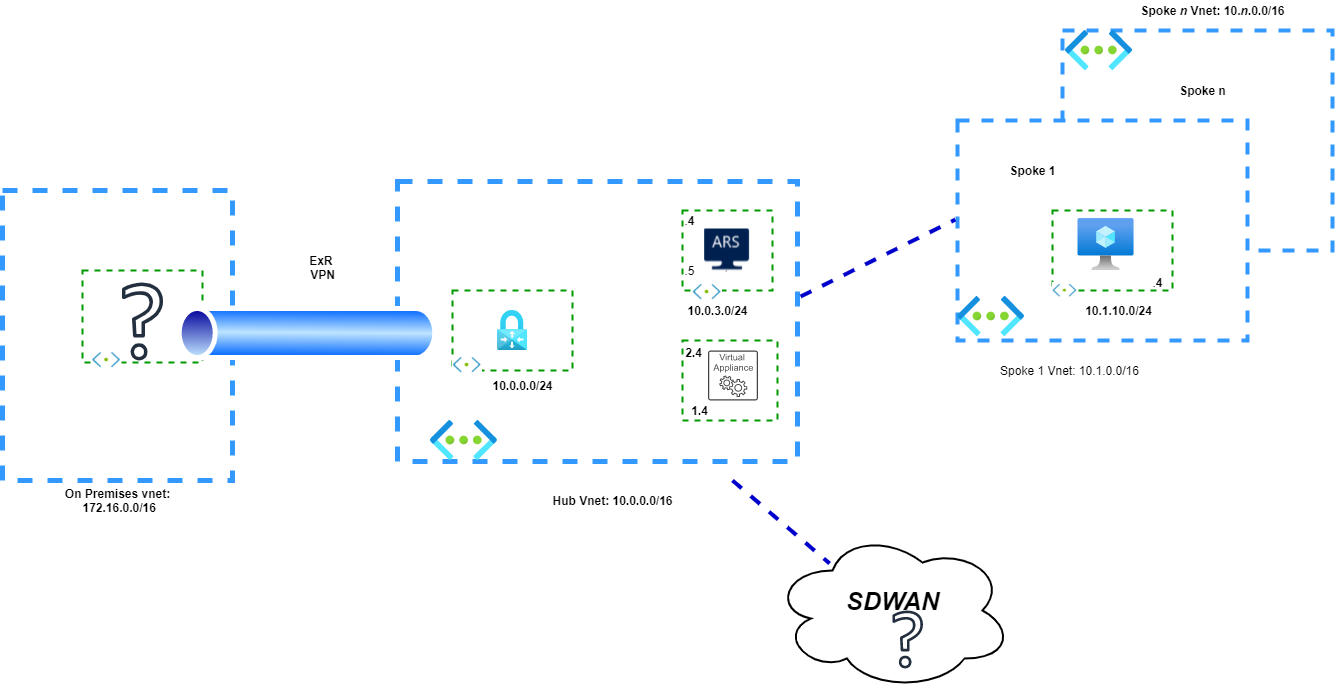 Spoke n Vnet: 10.n.0.0/16
Spoke n
Spoke 1
.4
10.1.10.0/24
Spoke 1 Vnet: 10.1.0.0/16
ExR
VPN
.4
ARS
.5
10.0.3.0/24
2.4
Virtual
Appliance
1.4
10.0.0.0/24
?
On Premises vnet:
172.16.0.0/16
Hub Vnet: 10.0.0.0/16
SDWAN
?